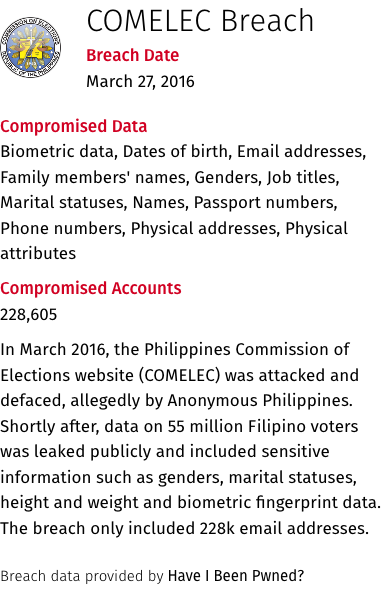 COMMISSION ON ELECTIONS
REPUBLIC OF THE PHILIPPINES
COMELEC Breach
Breach Date
March 27, 2016
Compromised Data
Biometric data, Dates of birth, Email addresses,
Family members' names, Genders, Job titles,
Marital statuses, Names, Passport numbers,
Phone numbers, Physical addresses, Physical
attributes
Compromised Accounts
228,605
In March 2016, the Philippines Commission of
Elections website (COMELEC) was attacked and
defaced, allegedly by Anonymous Philippines.
Shortly after, data on 55 million Filipino voters
was leaked publicly and included sensitive
information such as genders, marital statuses,
height and weight and biometric fingerprint data.
The breach only included 228k email addresses.
Breach data provided by Have I Been Pwned?